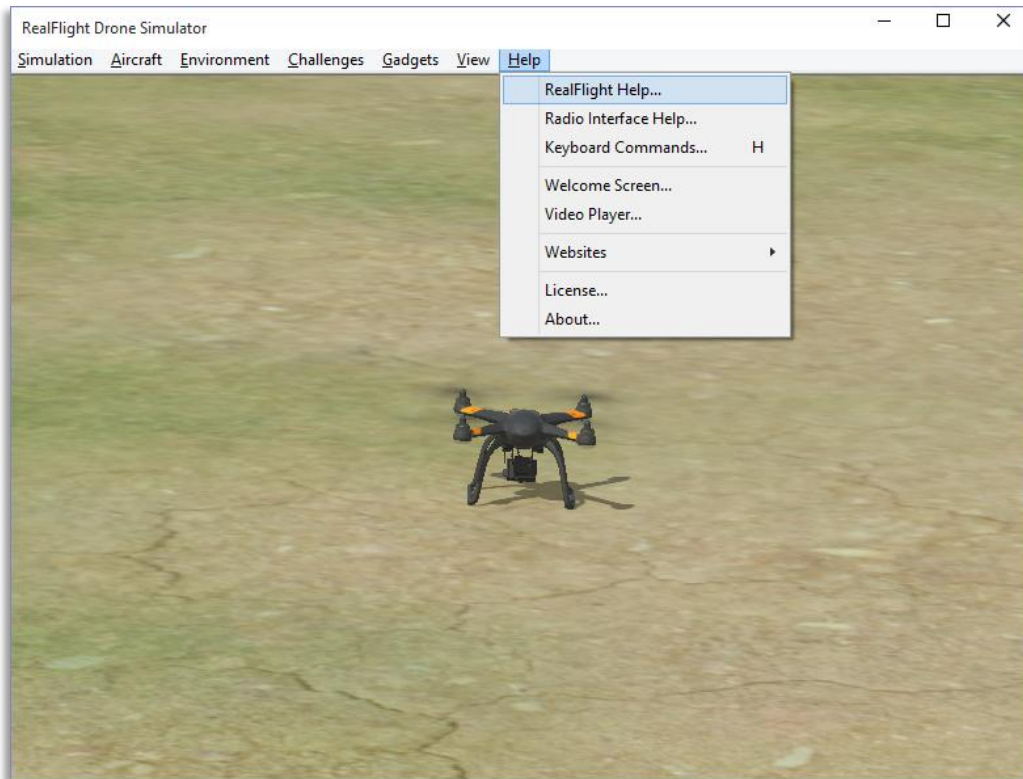 RealFlight Drone Simulator
Simulation Aircraft Environment Challenges Gadgets View Help
RealFlight Help...
Radio Interface Help...
Keyboard Commands... H
Welcome Screen...
Video Player...
Websites
License...
About...